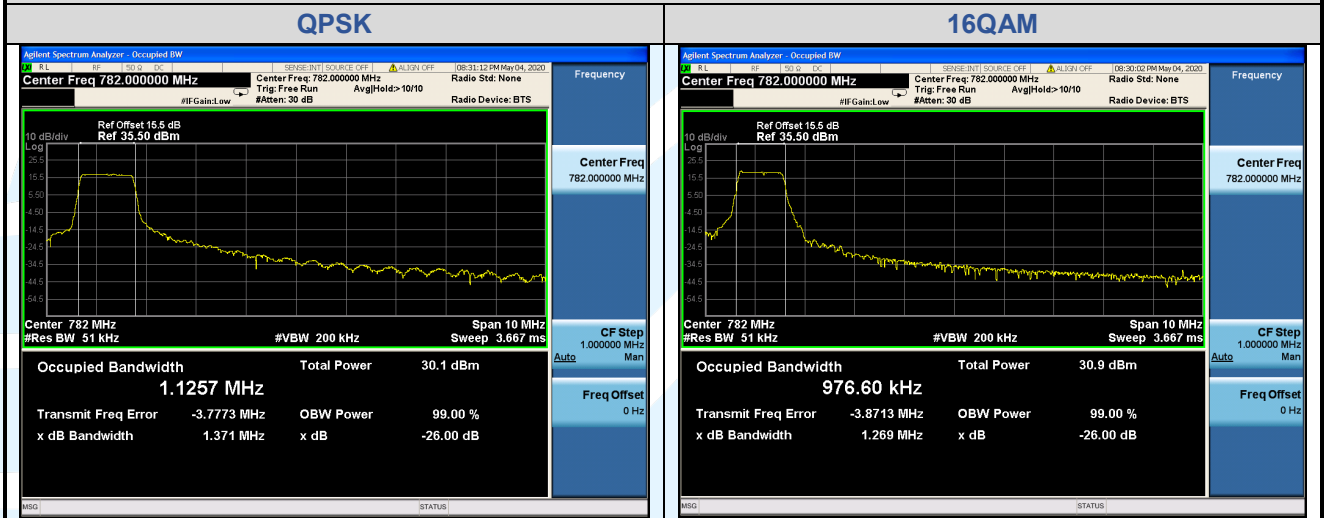 QPSK
16QAM
Agilent Spectrum Analyzer - Occupied BW
RL RF 50 Ω DC SENSE:INT SOURCE OFF ALIGN OFF 08:31:12 PM May 04, 2020
Center Freq 782.000000 MHz
Center Freq: 782.000000 MHz
Radio Std: None
Trig: Free Run
Avg|Hold:> 10/10
#IFGain:Low
#Atten: 30 dB
Radio Device: BTS
Ref Offset 15.5 dB
10 dB/div
Ref 35.50 dBm
Log
25.5
15.5
5.50
-4.50
-14.5
-24.5
-34.5
-44.5
-54.5
Center 782 MHz
Span 10 MHz
#Res BW 51 kHz
#VBW 200 kHz
Sweep 3.667 ms
Occupied Bandwidth
Total Power
30.1 dBm
1.1257 MHz
Transmit Freq Error
-3.7773 MHz
OBW Power
99.00 %
x dB Bandwidth
1.371 MHz
x dB
-26.00 dB
MSG
STATUS
Frequency
Center Freq
782.000000 MHz
CF Step
1.000000 MHz
Auto Man
Freq Offset
0 Hz
Agilent Spectrum Analyzer - Occupied BW
RL RF 50 Ω DC SENSE:INT SOURCE OFF ALIGN OFF 08:30:02 PM May 04, 2020
Center Freq 782.000000 MHz
Center Freq: 782.000000 MHz
Radio Std: None
Trig: Free Run
Avg|Hold:> 10/10
#IFGain:Low
#Atten: 30 dB
Radio Device: BTS
Ref Offset 15.5 dB
10 dB/div
Ref 35.50 dBm
Log
25.5
15.5
5.50
-4.50
-14.5
-24.5
-34.5
-44.5
-54.5
Center 782 MHz
Span 10 MHz
#Res BW 51 kHz
#VBW 200 kHz
Sweep 3.667 ms
Occupied Bandwidth
Total Power
30.9 dBm
976.60 kHz
Transmit Freq Error
-3.8713 MHz
OBW Power
99.00 %
x dB Bandwidth
1.269 MHz
x dB
-26.00 dB
MSG
STATUS
Frequency
Center Freq
782.000000 MHz
CF Step
1.000000 MHz
Auto Man
Freq Offset
0 Hz